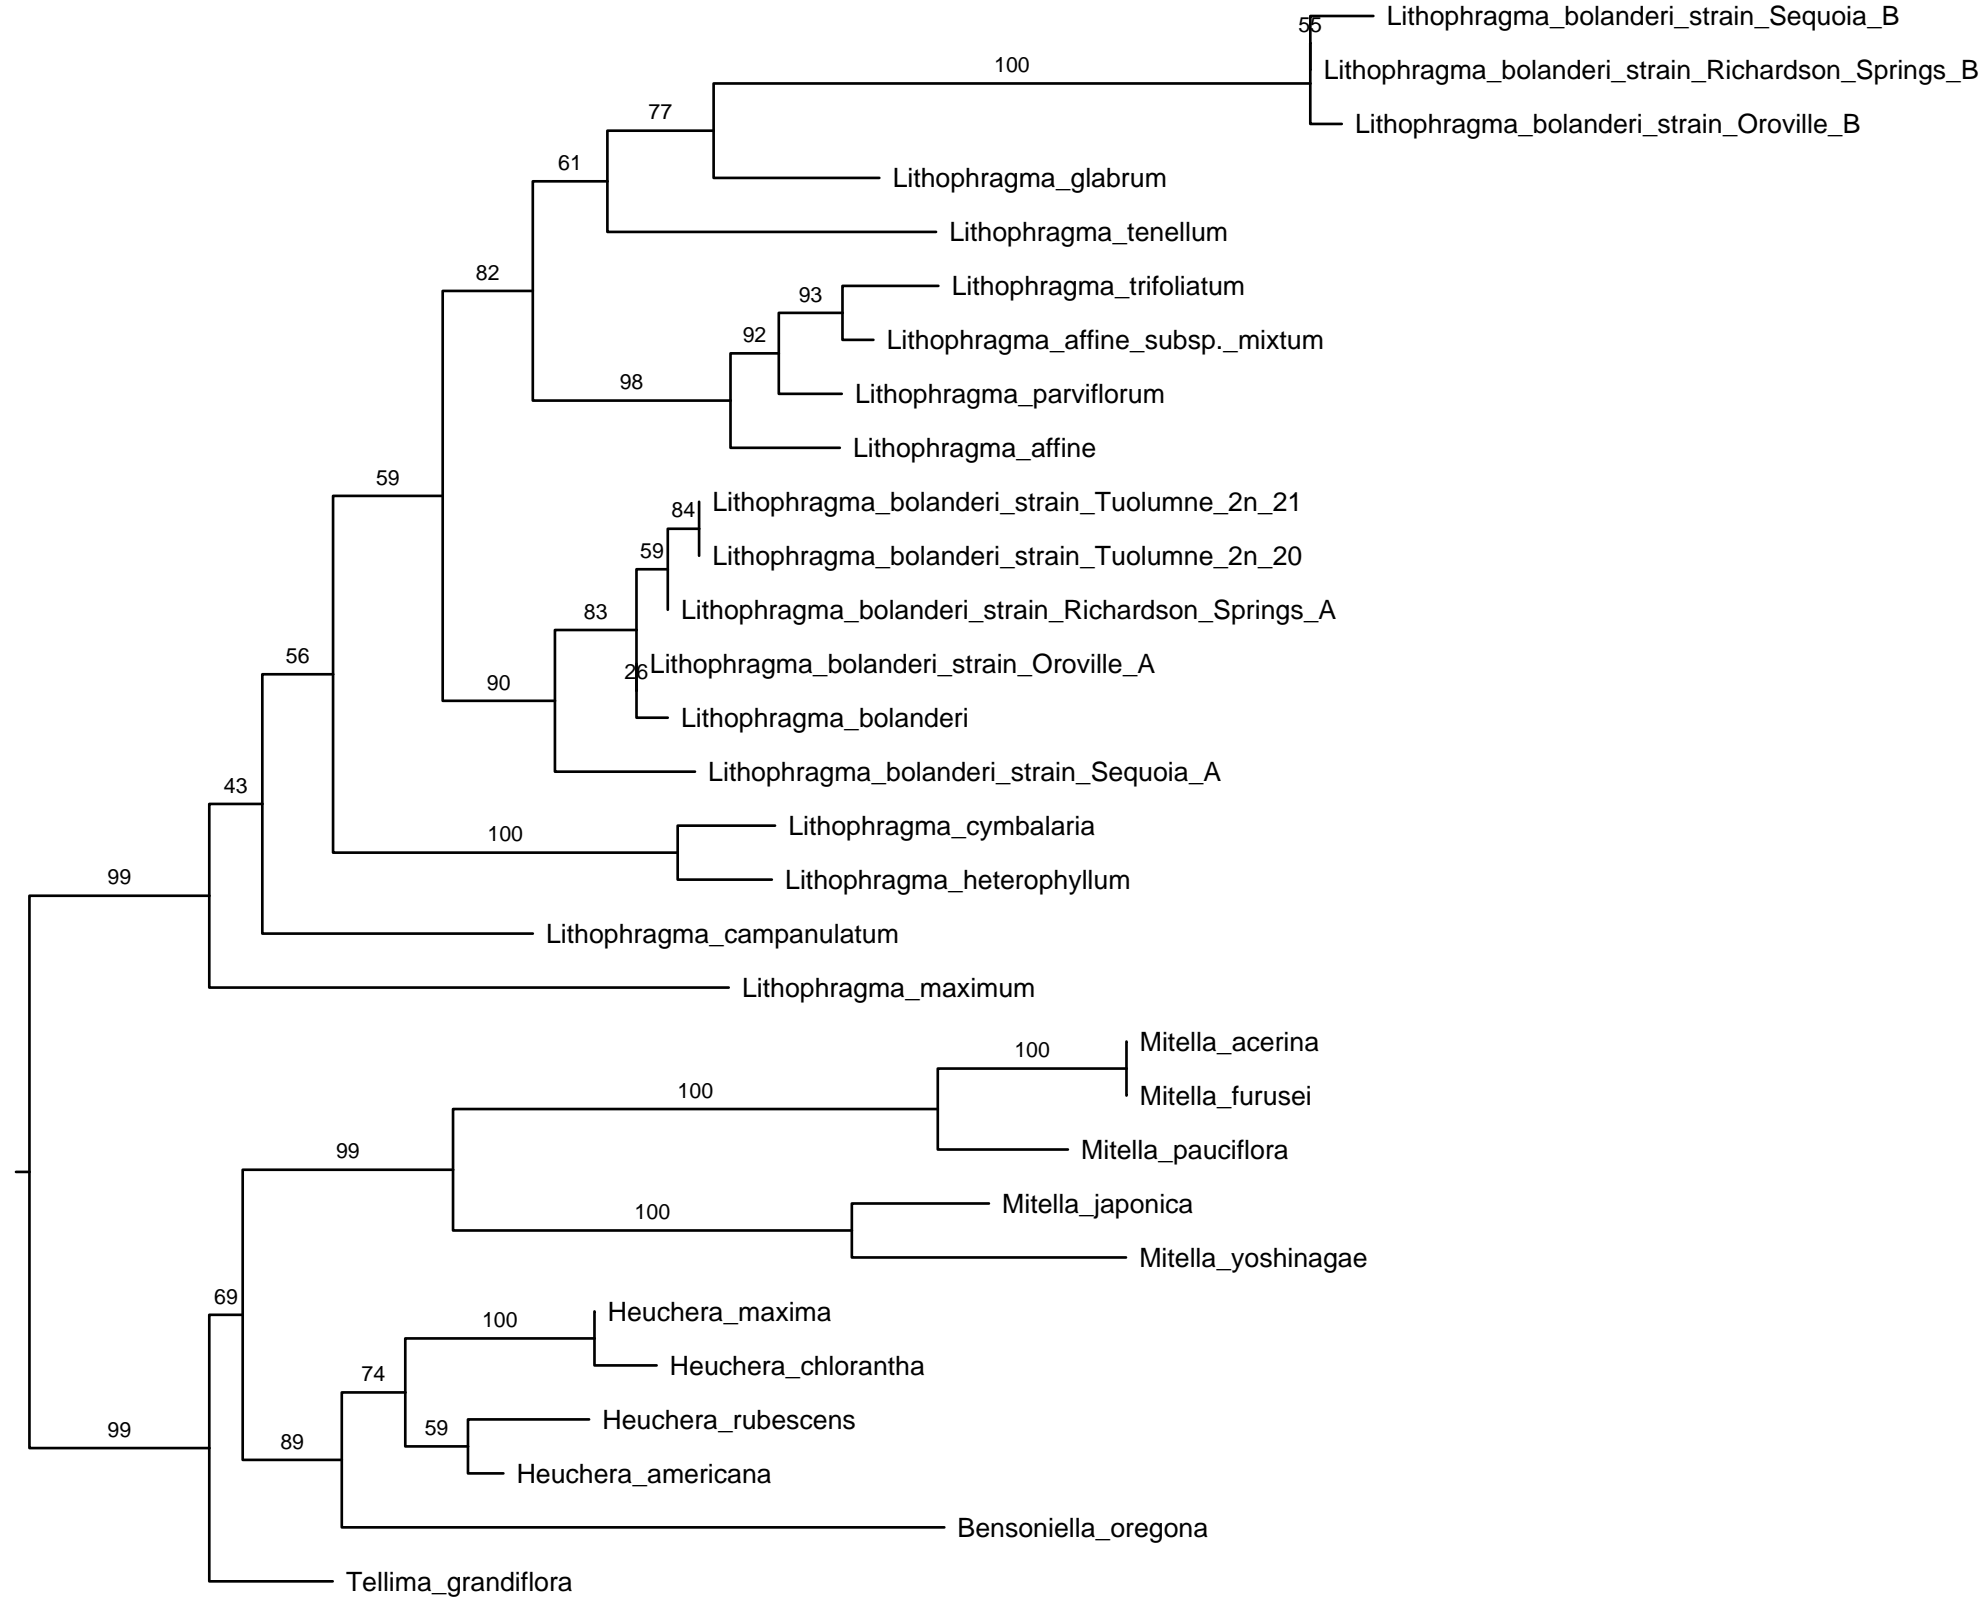 Lithophragma_bolanderi_strain_Sequoia_B
55
100
Lithophragma_bolanderi_strain_Richardson_Springs_B
77
Lithophragma_bolanderi_strain_Oroville_B
61
Lithophragma_glabrum
Lithophragma_tenellum
82
93
Lithophragma_trifoliatum
92
Lithophragma_affine_subsp._mixtum
98
Lithophragma_parviflorum
Lithophragma_affine
59
84
Lithophragma_bolanderi_strain_Tuolumne_2n_21
59
Lithophragma_bolanderi_strain_Tuolumne_2n_20
83
Lithophragma_bolanderi_strain_Richardson_Springs_A
56
26
Lithophragma_bolanderi_strain_Oroville_A
90
Lithophragma_bolanderi
43
Lithophragma_bolanderi_strain_Sequoia_A
100
Lithophragma_cymbalaria
99
Lithophragma_heterophyllum
Lithophragma_campanulatum
Lithophragma_maximum
100
Mitella_acerina
100
Mitella_furusei
99
Mitella_pauciflora
100
Mitella_japonica
Mitella_yoshinagae
69
100
Heuchera_maxima
74
Heuchera_chlorantha
99
89
59
Heuchera_rubescens
Heuchera_americana
Bensoniella_oregona
Tellima_grandiflora